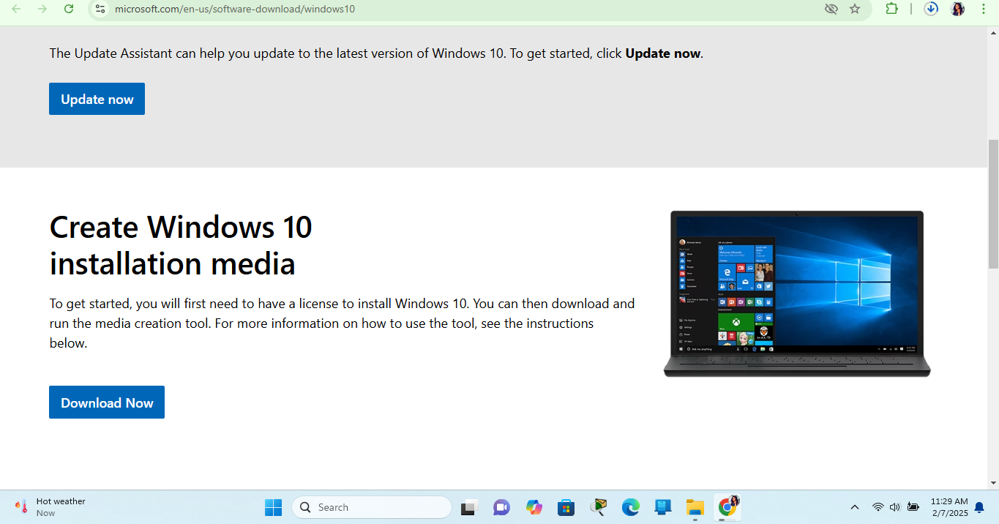 microsoft.com/en-us/software-download/windows10
The Update Assistant can help you update to the latest version of Windows 10. To get started, click Update now.
Update now
Create Windows 10
installation media
To get started, you will first need to have a license to install Windows 10. You can then download and
run the media creation tool. For more information on how to use the tool, see the instructions
below.
Download Now
Hot weather
Now
Search
11:29 AM
2/7/2025